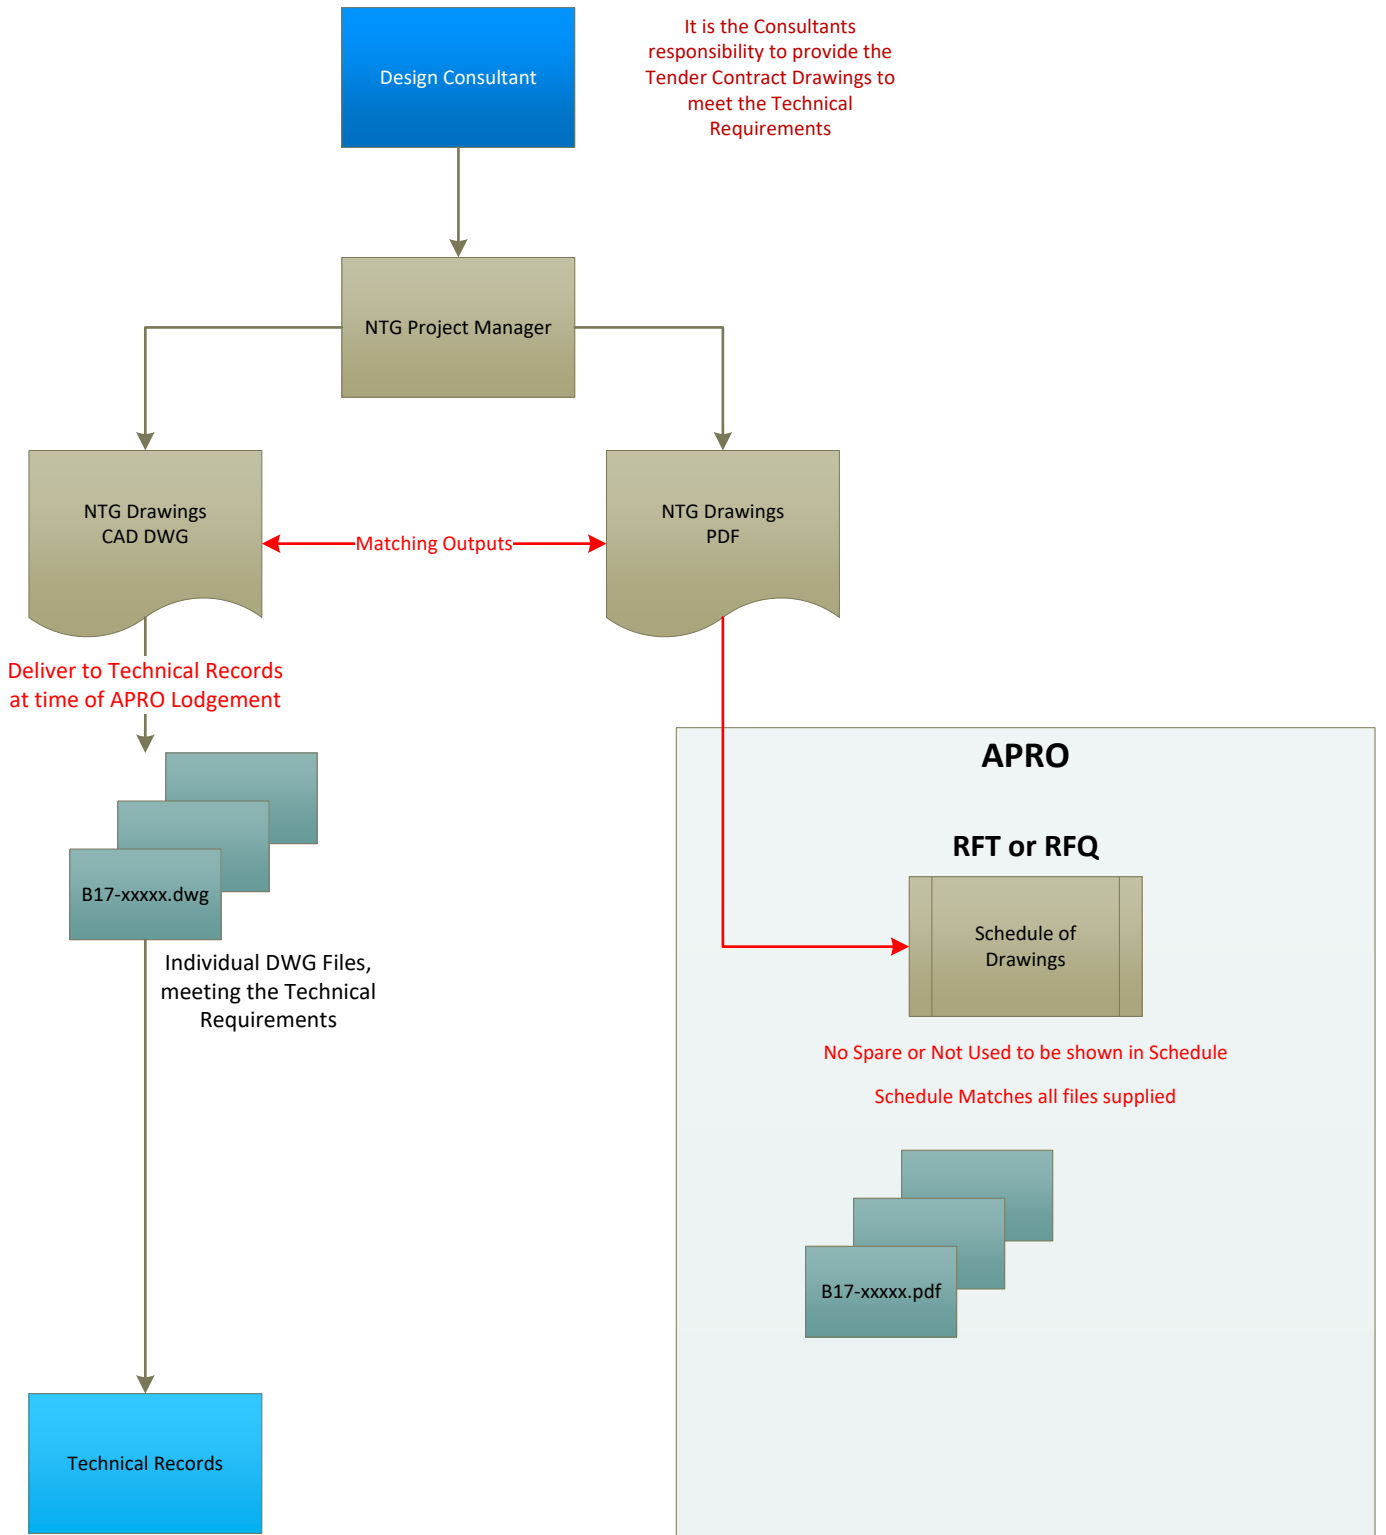 Design Consultant
It is the Consultants
responsibility to provide the
Tender Contract Drawings to
meet the Technical
Requirements
NTG Project Manager
NTG Drawings
CAD DWG
Matching Outputs
NTG Drawings
PDF
Deliver to Technical Records
at time of APRO Lodgement
B17-xxxxx.dwg
Individual DWG Files,
meeting the Technical
Requirements
Technical Records
APRO
RFT or RFQ
Schedule of
Drawings
No Spare or Not Used to be shown in Schedule
Schedule Matches all files supplied
B17-xxxxx.pdf